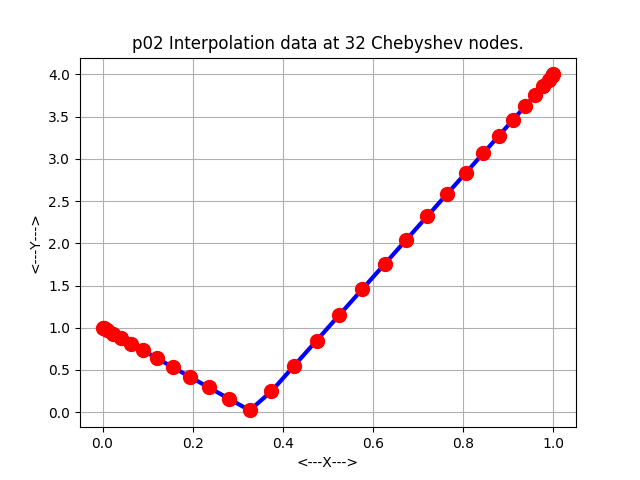 p02 Interpolation data at 32 Chebyshev nodes.
4.0
3.5
3.0
2.5
2.0
1.5
1.0
0.5
0.0
<---Y--->
0.0 0.2 0.4 0.6 0.8 1.0
<---X--->